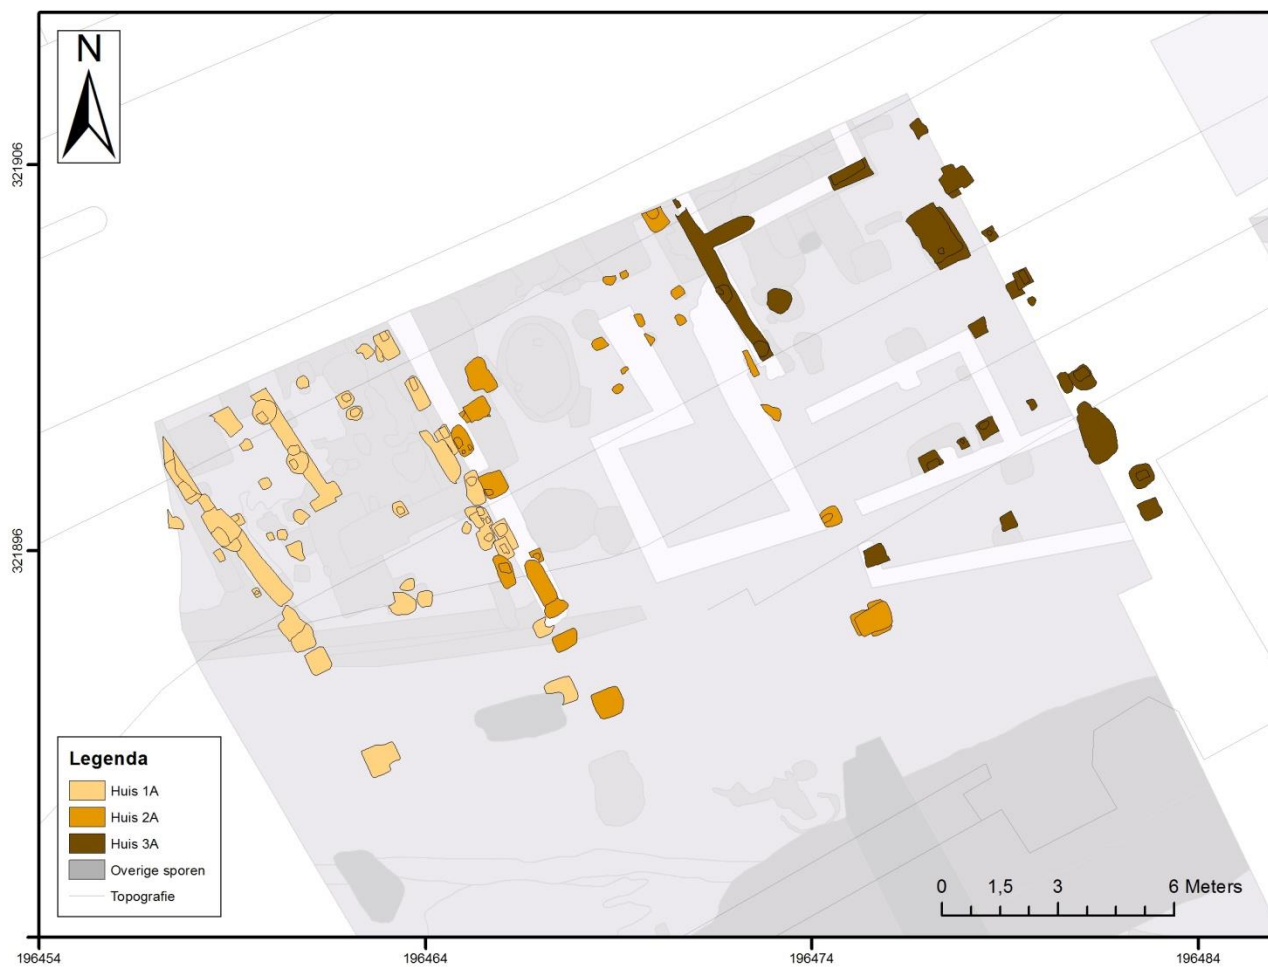 N
321906
321896
Legenda
Huis 1A
Huis 2A
Huis 3A
Overige sporen
Topografie
0 1,5 3 6 Meters
196454 196464 196474 196484